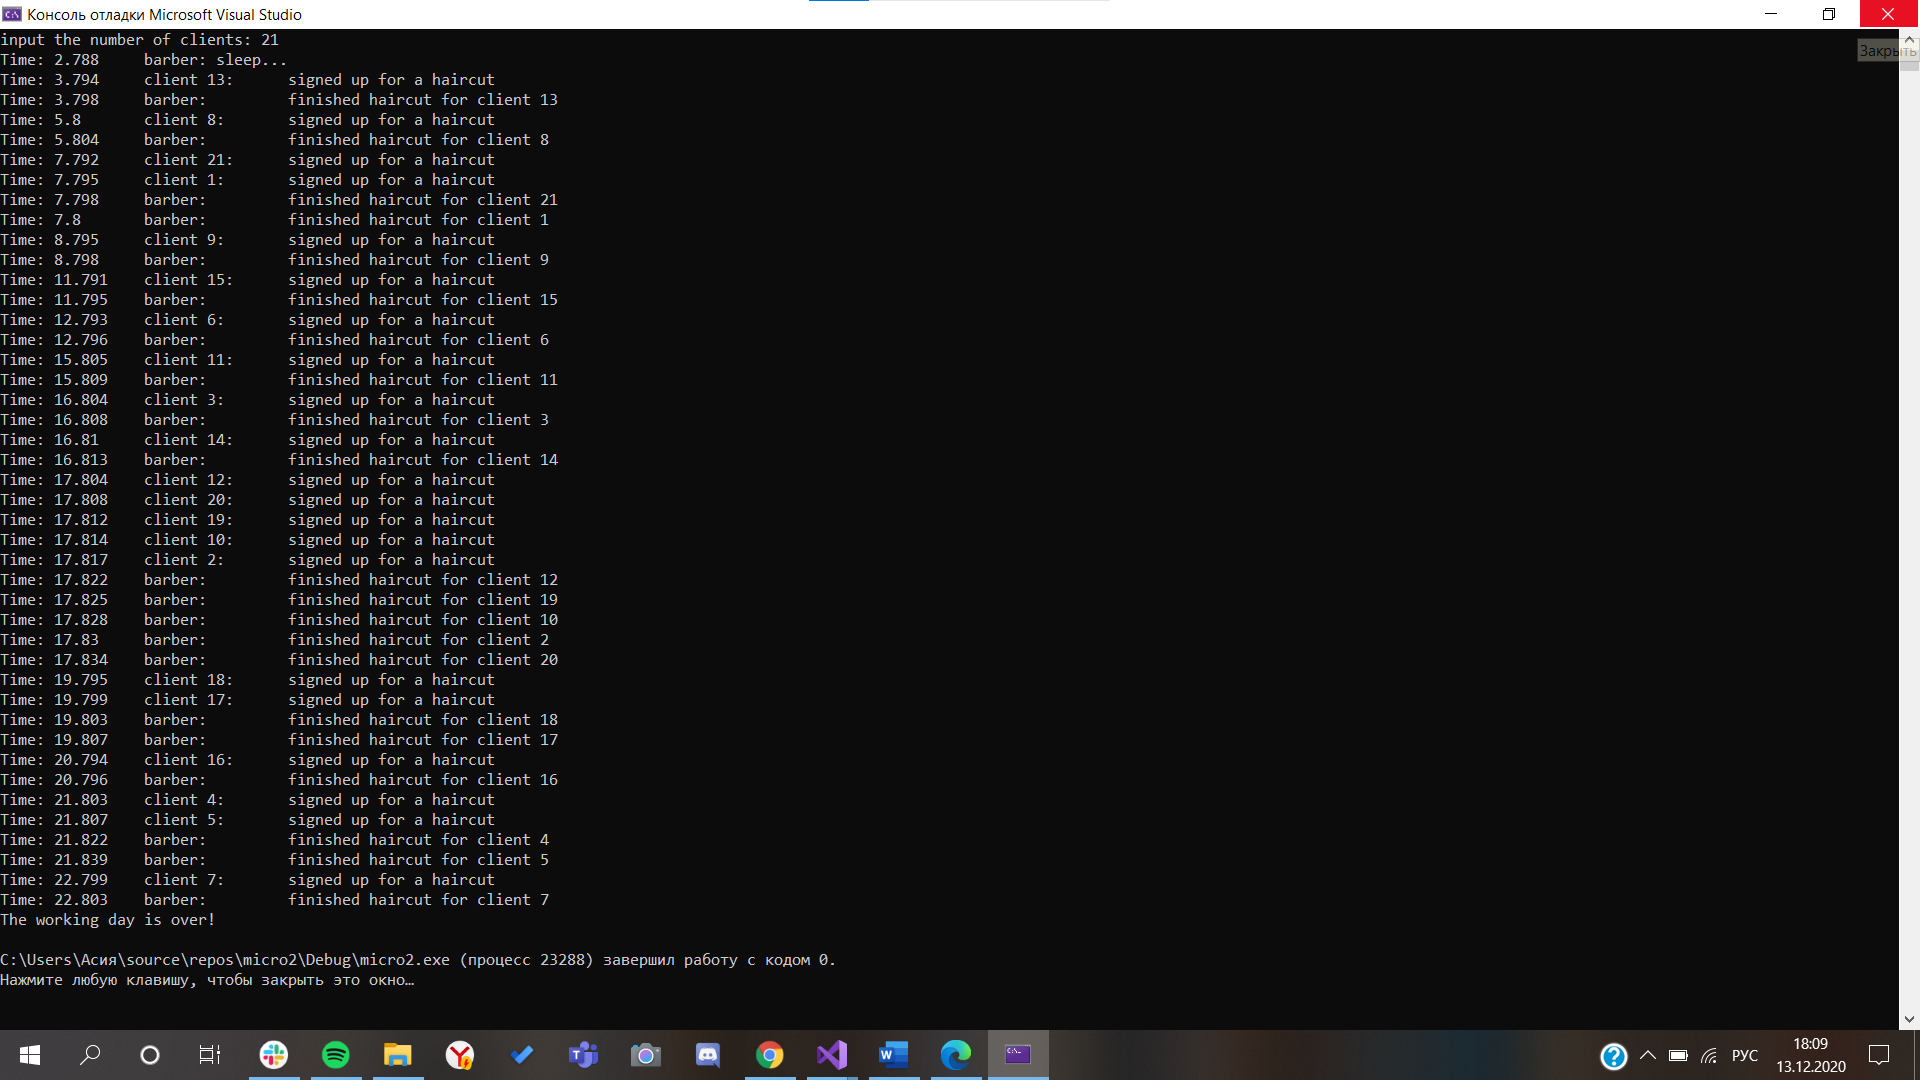 Консоль отладки Microsoft Visual Studio
Закрыть
input the number of clients: 21
Time: 2.788 barber: sleep...
Time: 3.794 client 13: signed up for a haircut
Time: 3.798 barber: finished haircut for client 13
Time: 5.8 client 8: signed up for a haircut
Time: 5.804 barber: finished haircut for client 8
Time: 7.792 client 21: signed up for a haircut
Time: 7.795 client 1: signed up for a haircut
Time: 7.798 barber: finished haircut for client 21
Time: 7.8 barber: finished haircut for client 1
Time: 8.795 client 9: signed up for a haircut
Time: 8.798 barber: finished haircut for client 9
Time: 11.791 client 15: signed up for a haircut
Time: 11.795 barber: finished haircut for client 15
Time: 12.793 client 6: signed up for a haircut
Time: 12.796 barber: finished haircut for client 6
Time: 15.805 client 11: signed up for a haircut
Time: 15.809 barber: finished haircut for client 11
Time: 16.804 client 3: signed up for a haircut
Time: 16.808 barber: finished haircut for client 3
Time: 16.81 client 14: signed up for a haircut
Time: 16.813 barber: finished haircut for client 14
Time: 17.804 client 12: signed up for a haircut
Time: 17.808 client 20: signed up for a haircut
Time: 17.812 client 19: signed up for a haircut
Time: 17.814 client 10: signed up for a haircut
Time: 17.817 client 2: signed up for a haircut
Time: 17.822 barber: finished haircut for client 12
Time: 17.825 barber: finished haircut for client 19
Time: 17.828 barber: finished haircut for client 10
Time: 17.83 barber: finished haircut for client 2
Time: 17.834 barber: finished haircut for client 20
Time: 19.795 client 18: signed up for a haircut
Time: 19.799 client 17: signed up for a haircut
Time: 19.803 barber: finished haircut for client 18
Time: 19.807 barber: finished haircut for client 17
Time: 20.794 client 16: signed up for a haircut
Time: 20.796 barber: finished haircut for client 16
Time: 21.803 client 4: signed up for a haircut
Time: 21.807 client 5: signed up for a haircut
Time: 21.822 barber: finished haircut for client 4
Time: 21.839 barber: finished haircut for client 5
Time: 22.799 client 7: signed up for a haircut
Time: 22.803 barber: finished haircut for client 7
The working day is over!
C:\Users\Асия\source\repos\micro2\Debug\micro2.exe (процесс 23288) завершил работу с кодом 0.
Нажмите любую клавишу, чтобы закрыть это окно…
РУС
18:09
13.12.2020